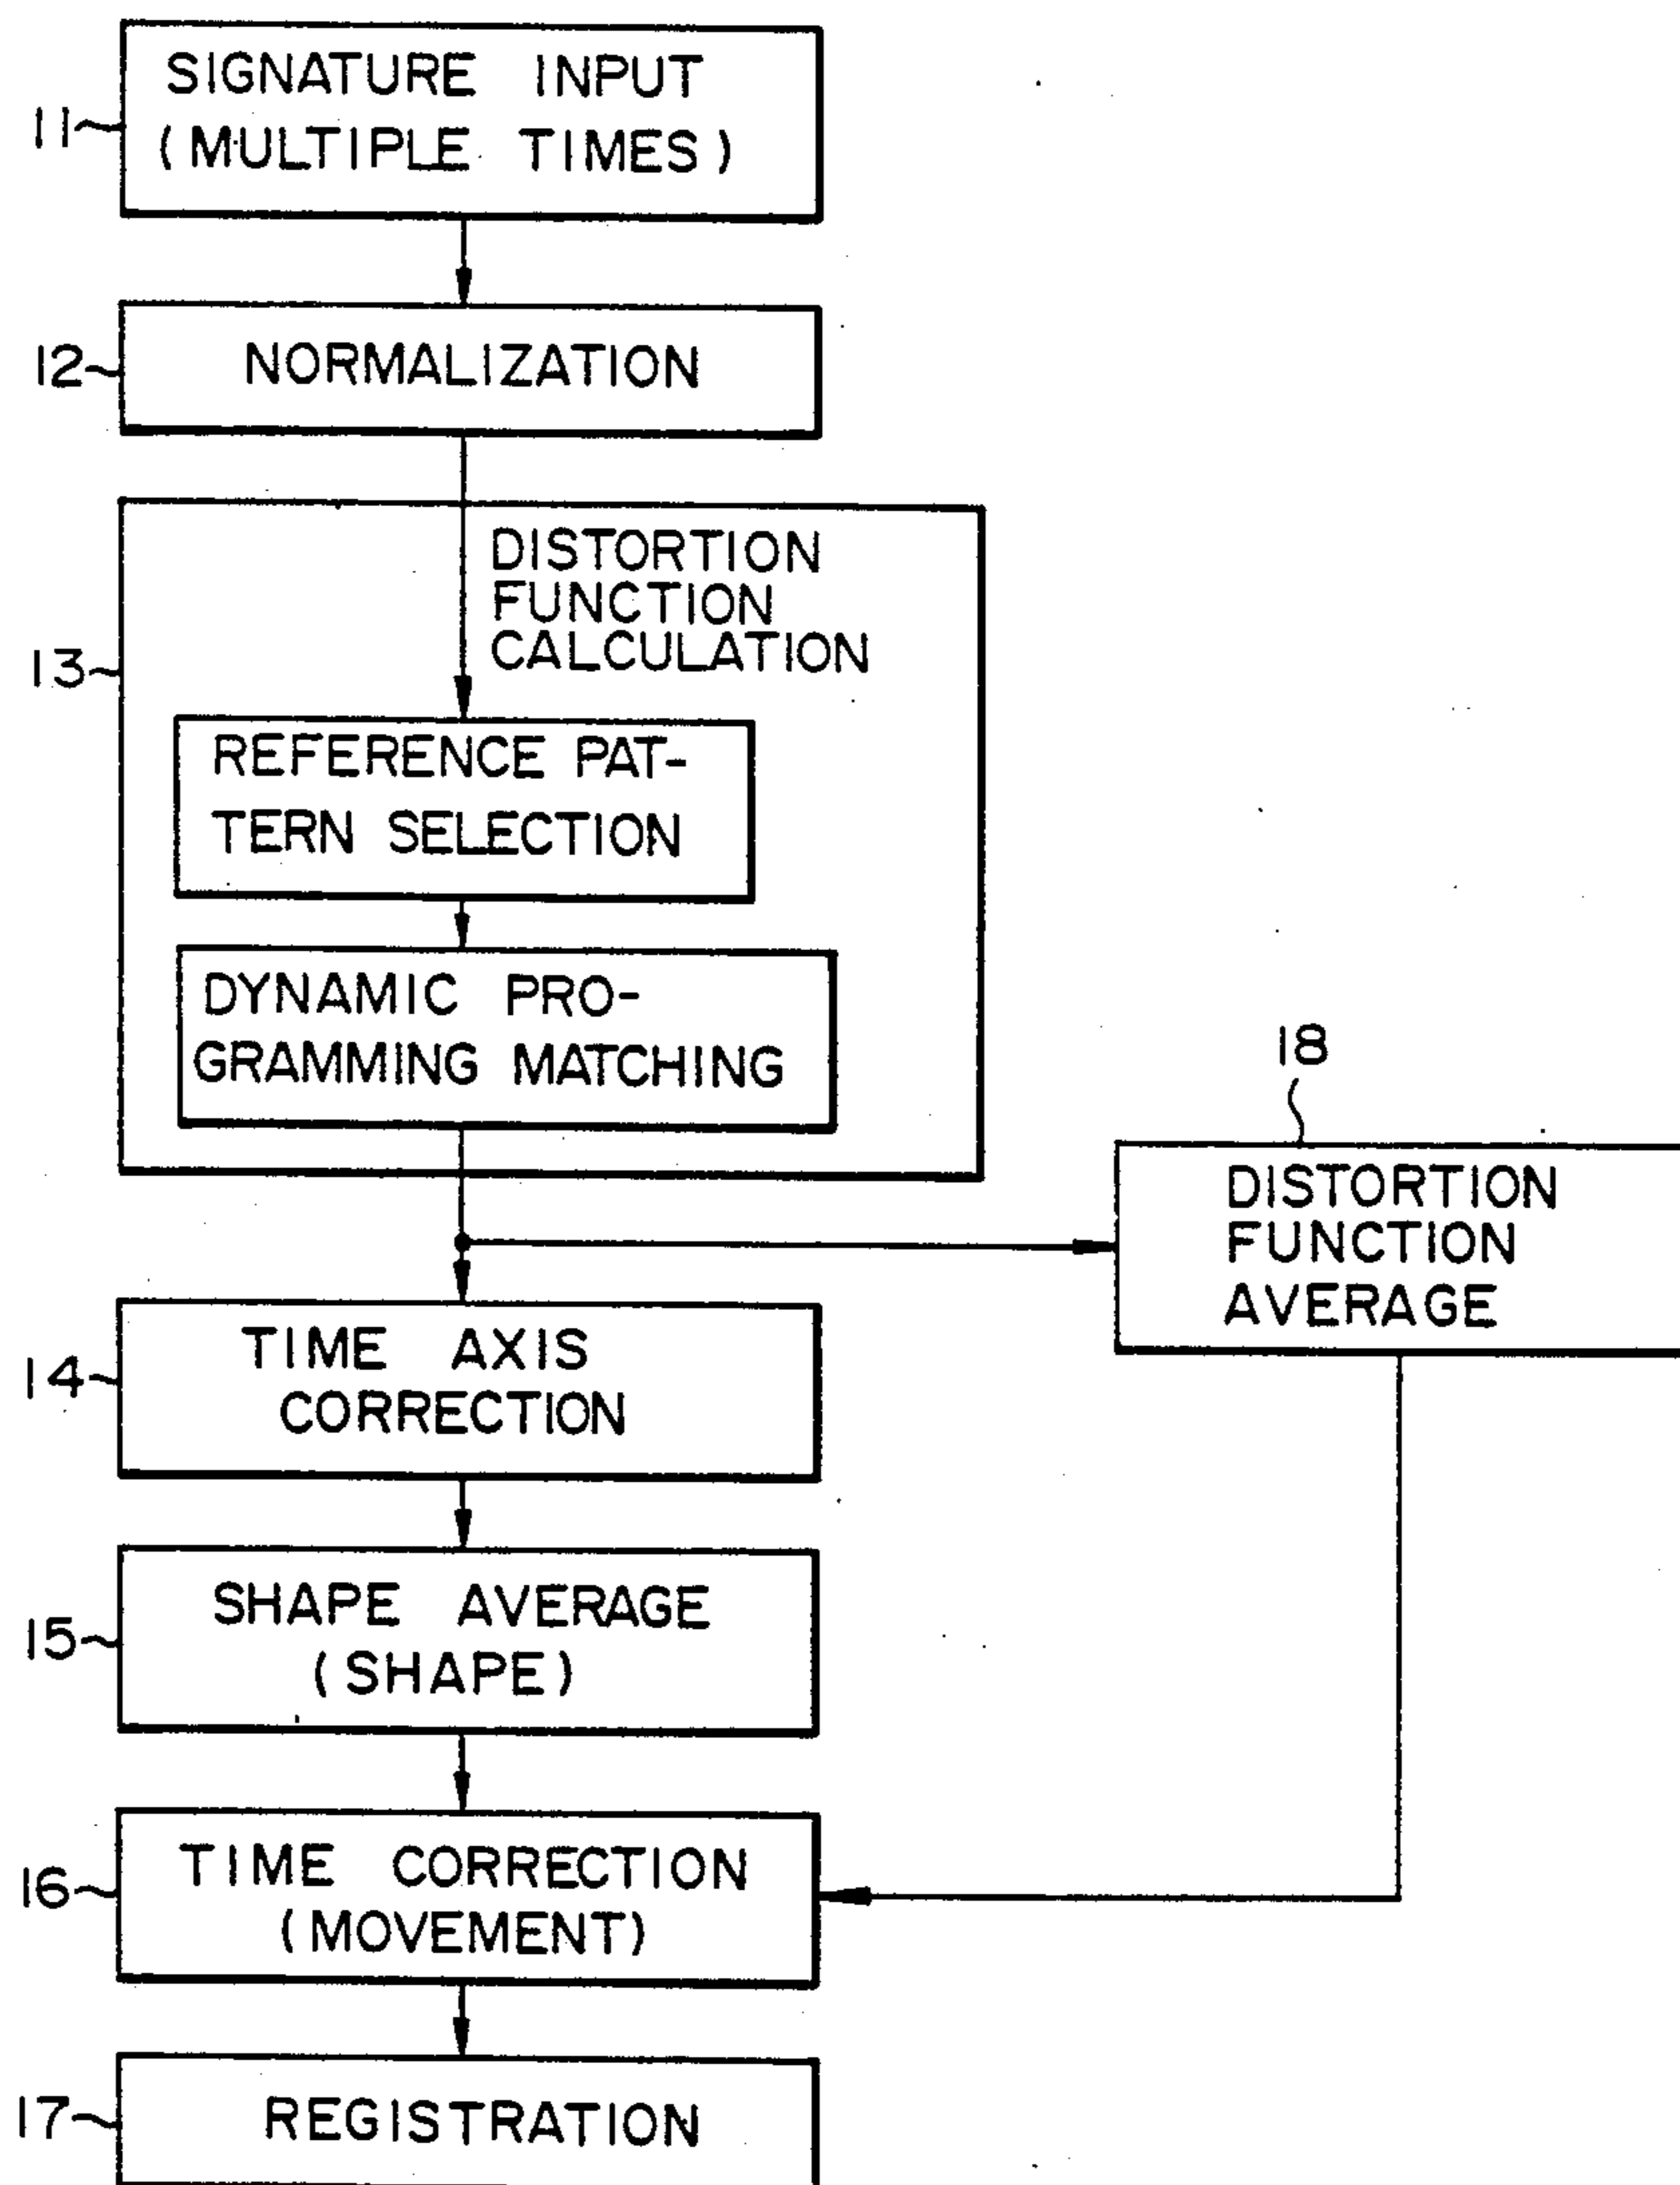 SIGNATURE INPUT
11
(MULTIPLE TIMES)
12
NORMALIZATION
DISTORTION
FUNCTION
CALCULATION
13
REFERENCE PAT-
TERN SELECTION
DYNAMIC PRO-
GRAMMING MATCHING
18
DISTORTION
FUNCTION
AVERAGE
14
TIME AXIS
CORRECTION
15
SHAPE AVERAGE
(SHAPE)
16
TIME CORRECTION
(MOVEMENT)
17
REGISTRATION